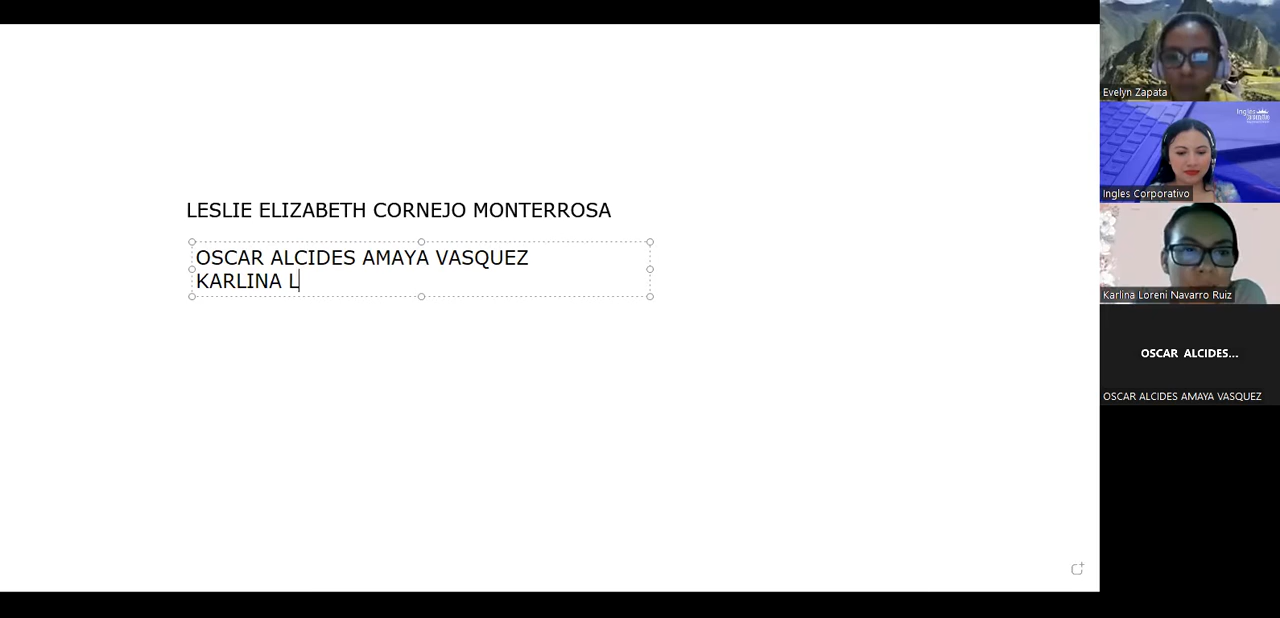 LESLIE ELIZABETH CORNEJO MONTERROSA
OSCAR ALCIDES AMAYA VASQUEZ
KARLINA L
Evelyn Zapata
Ingles
Ingles Corporativo
Karlina Loreni Navarro Ruiz
OSCAR ALCIDES...
OSCAR ALCIDES AMAYA VASQUEZ